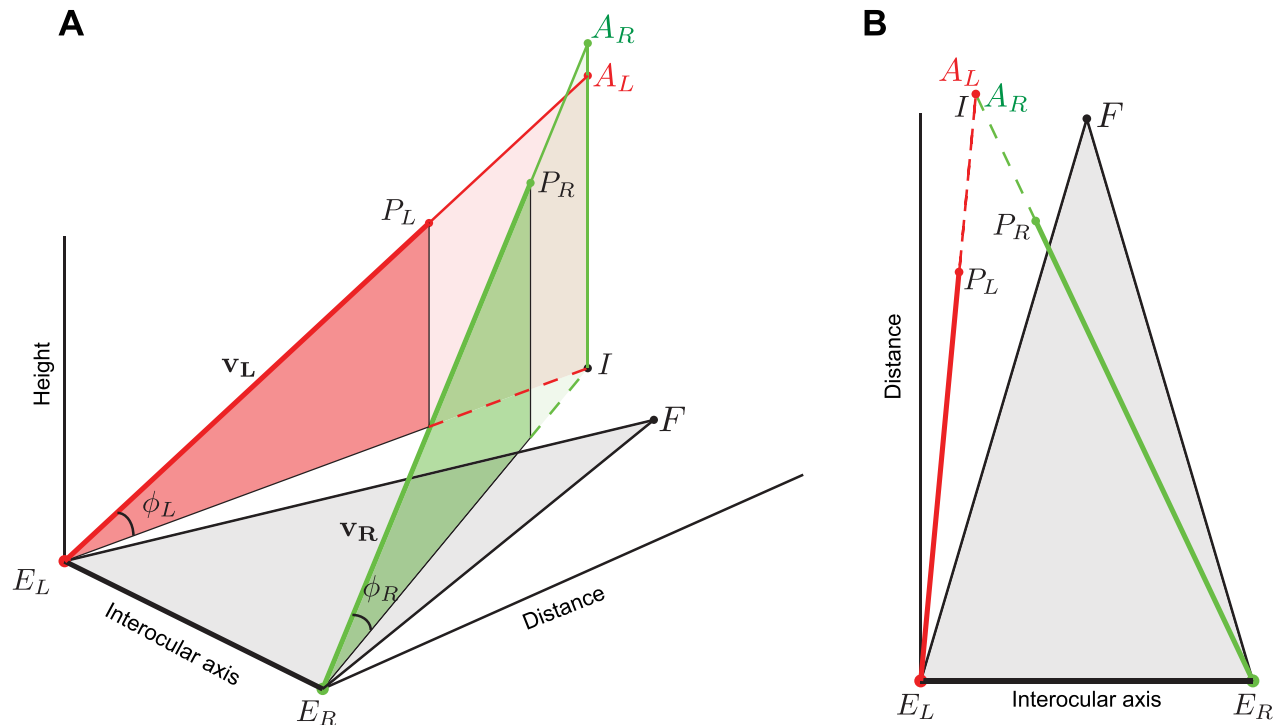 A
A_R
A_L
P_R
P_L
v_L
I
F
Height
ϕ_L
v_R
ϕ_R
E_L
Interocular axis
Distance
E_R
B
A_L
I
A_R
F
P_R
P_L
Distance
E_L
Interocular axis
E_R